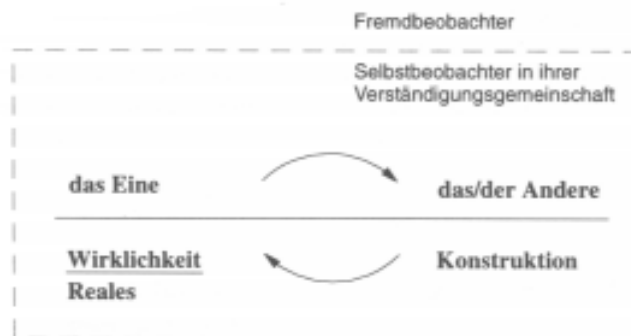 Fremdbeobachter
Selbstbeobachter in ihrer
Verständigungsgemeinschaft
das Eine
das/der Andere
Wirklichkeit
Konstruktion
Reales